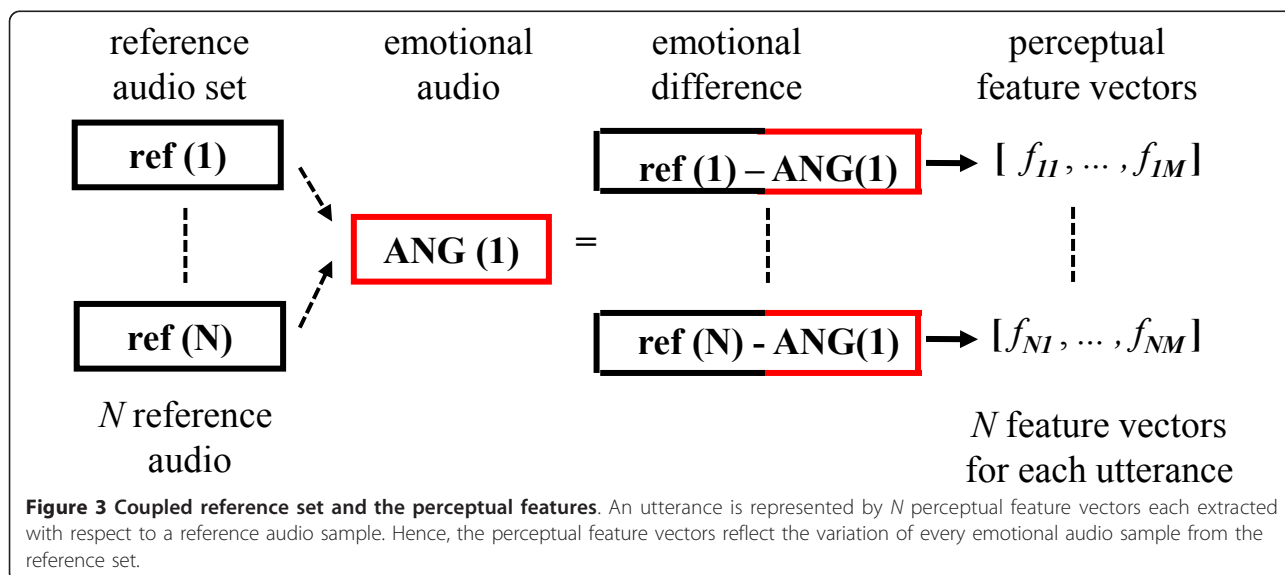 reference
audio set
emotional
audio
emotional
difference
perceptual
feature vectors
ref (1)
ref (N)
ANG (1)
=
ref (1) – ANG(1)
ref (N) - ANG(1)
[ f11, ... , f1M]
[fN1, ... , fNM]
N reference
audio
N feature vectors
for each utterance
Figure 3 Coupled reference set and the perceptual features. An utterance is represented by N perceptual feature vectors each extracted
with respect to a reference audio sample. Hence, the perceptual feature vectors reflect the variation of every emotional audio sample from the
reference set.